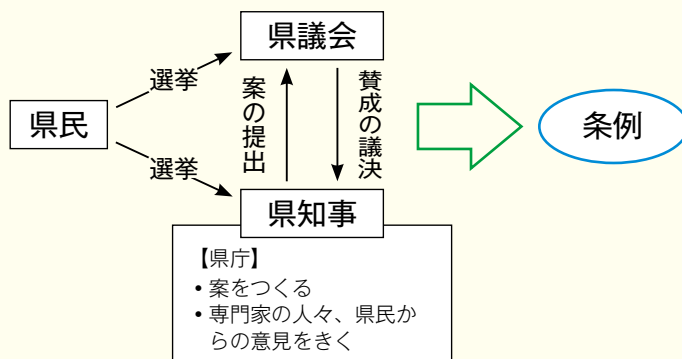 県議会
選挙
案の提出
賛成の議決
県民
条例
選挙
県知事
【県庁】
•案をつくる
•専門家の人々、県民か
らの意見をきく